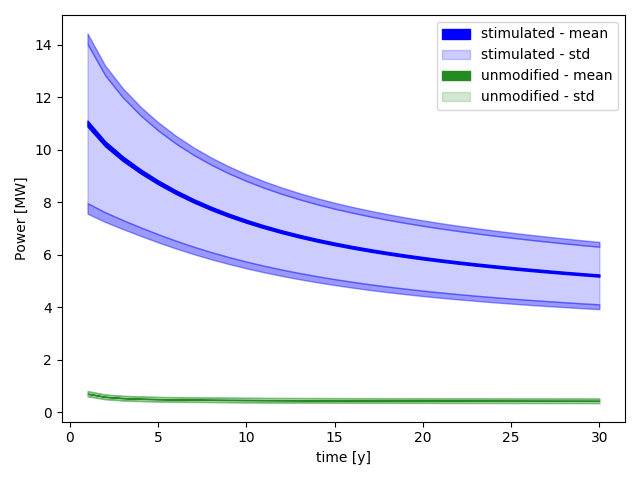 stimulated - mean
stimulated - std
unmodified - mean
unmodified - std
Power [MW]
14
12
10
8
6
4
2
0
0 5 10 15 20 25 30
time [y]